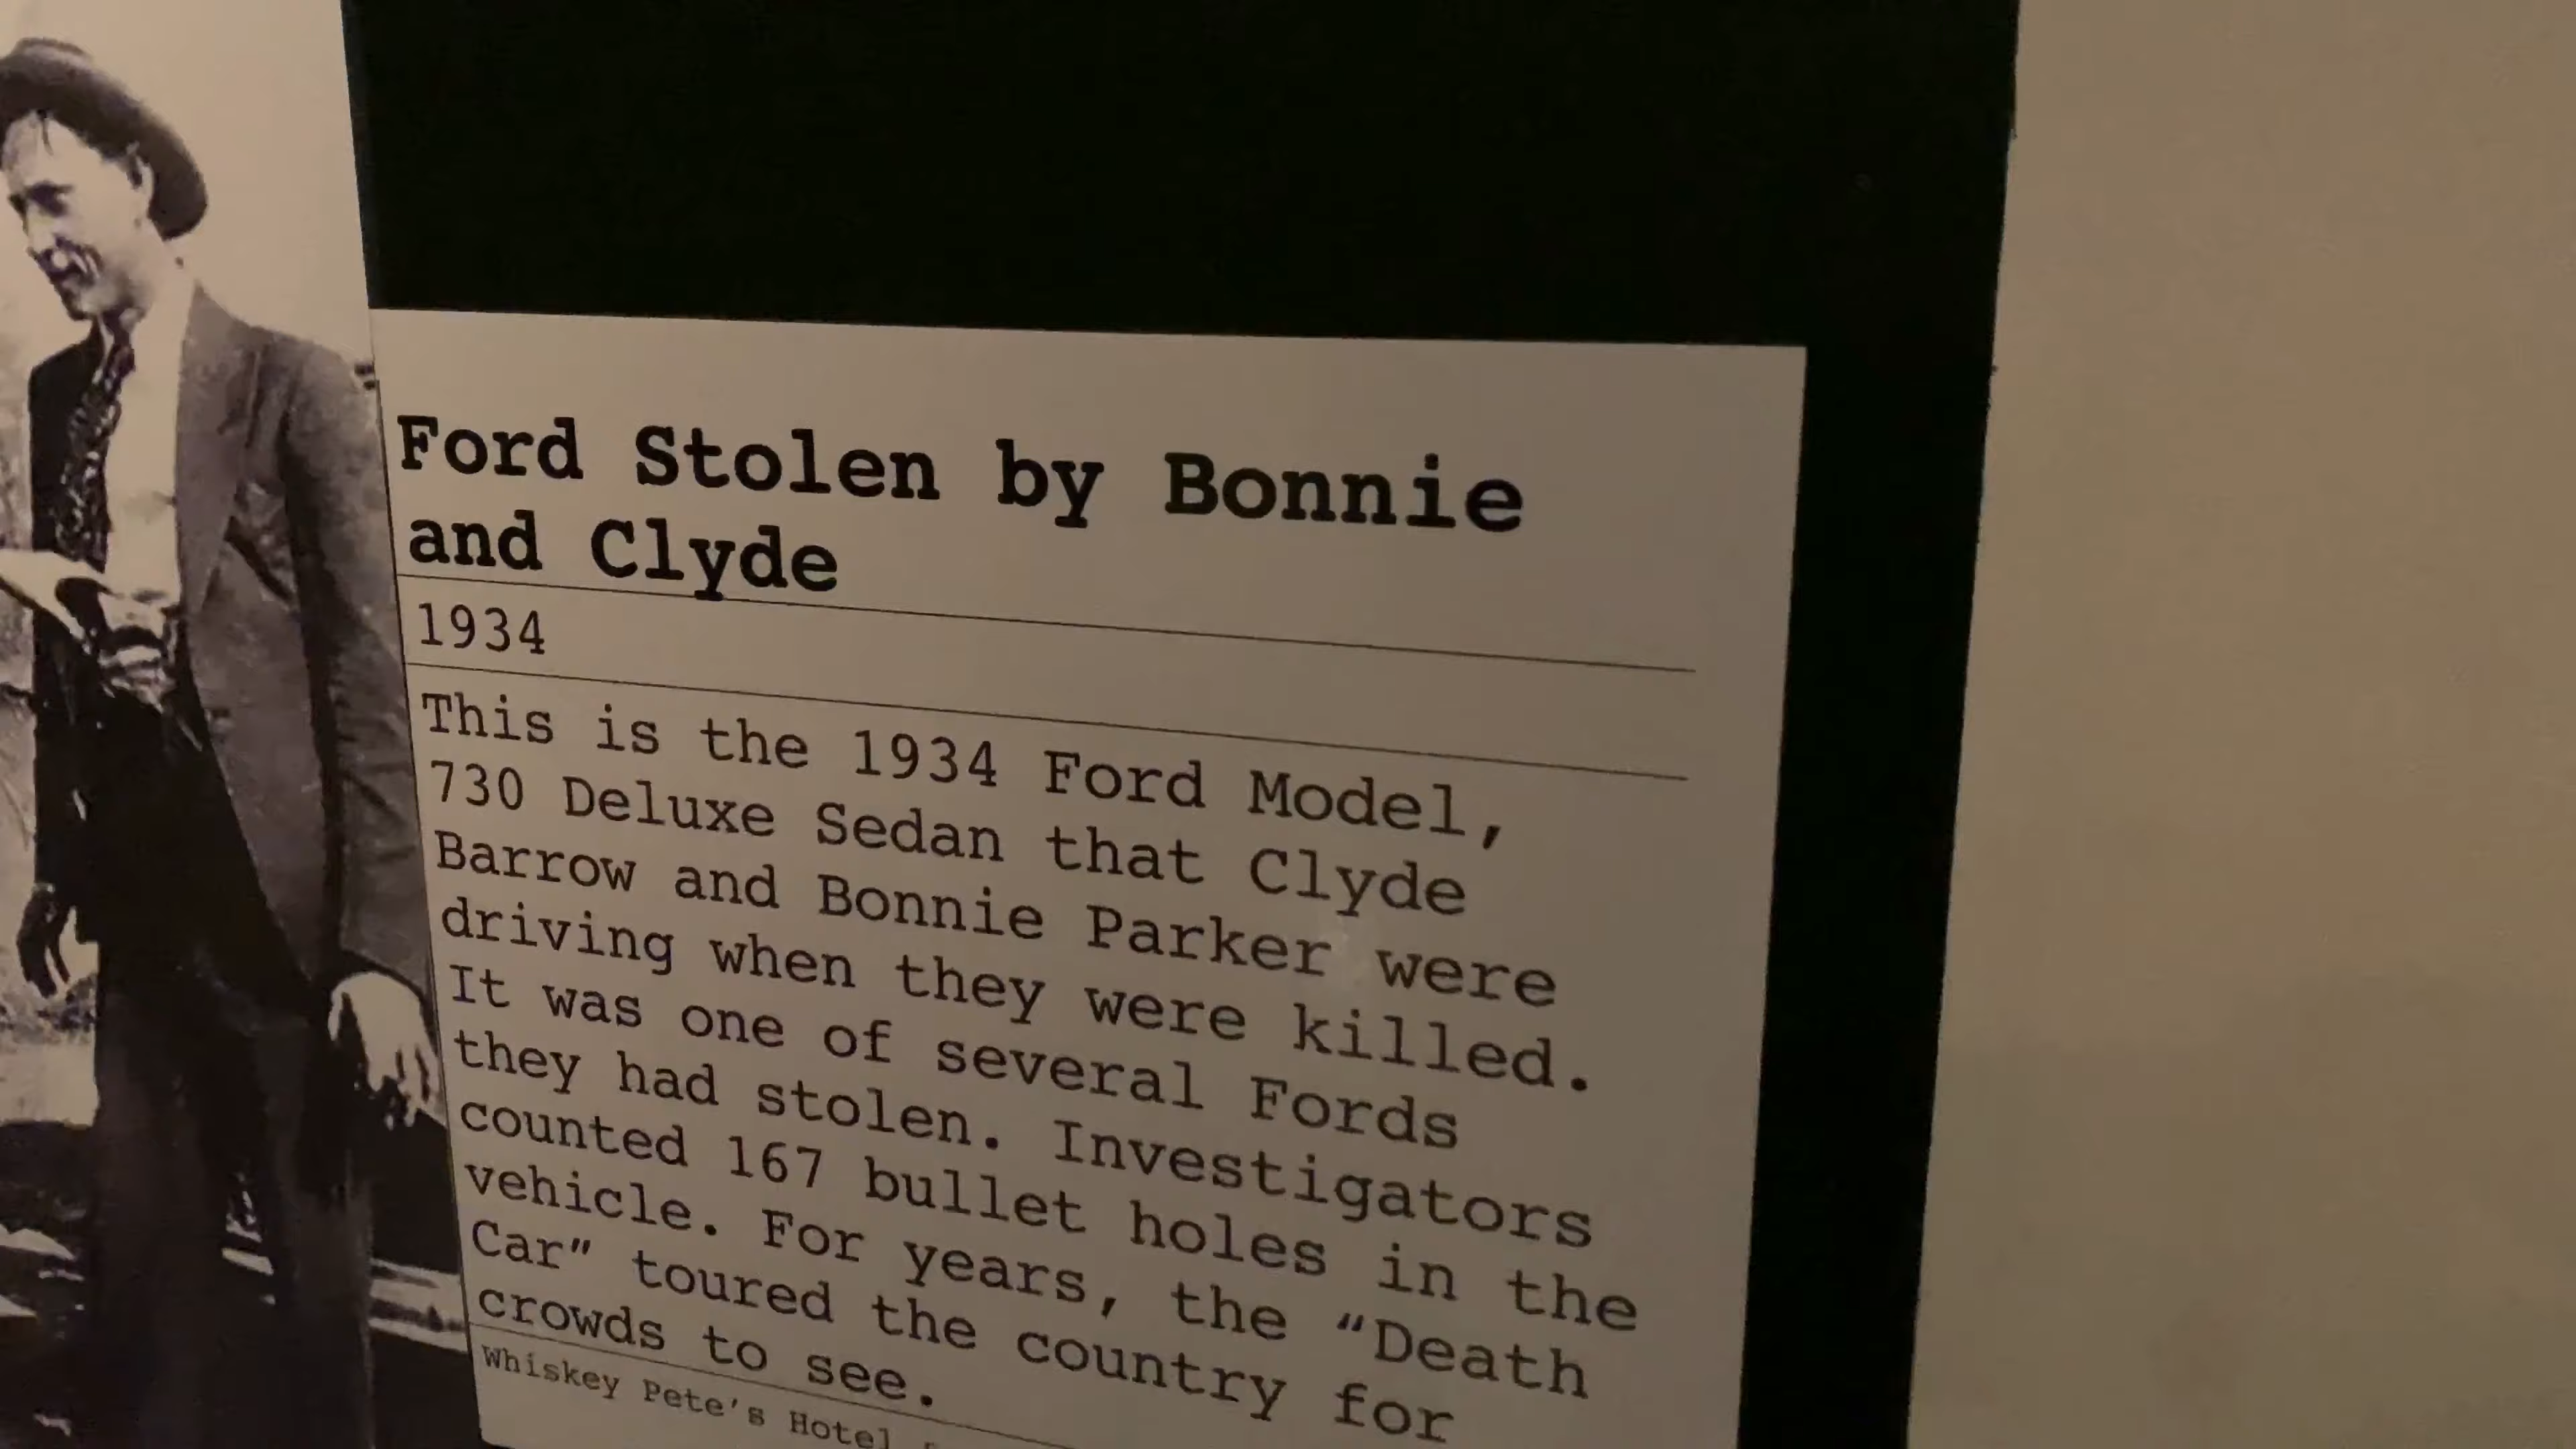 Ford Stolen by Bonnie
and Clyde
1934
This is the 1934 Ford Model,
730 Deluxe Sedan that Clyde
Barrow and Bonnie Parker were
driving when they were killed.
It was one of several Fords
they had stolen. Investigators
counted 167 bullet holes in the
vehicle. For years, the “Death
Car” toured the country for
crowds to see.
Whiskey Pete’s Hotel